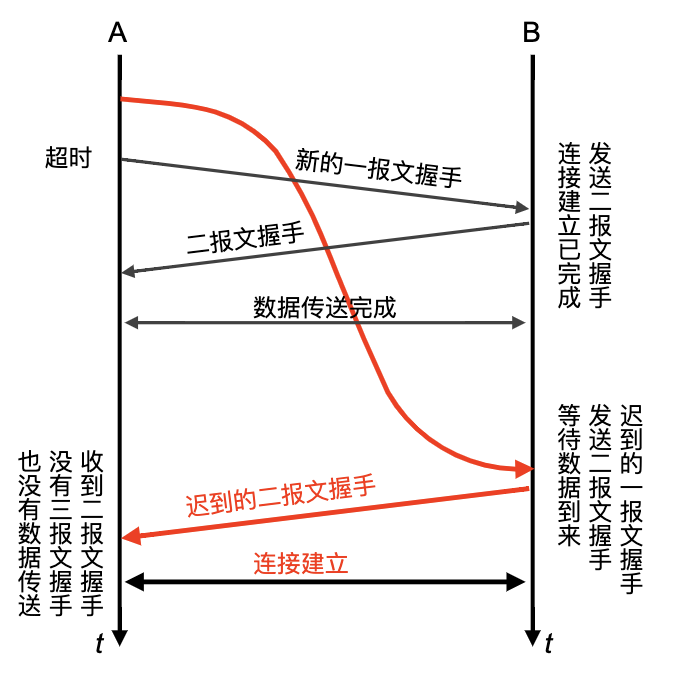 A
B
超时
新的一报文握手
二报文握手
发送二报文握手
连接建立已完成
数据传送完成
迟到的一报文握手
发送二报文握手
等待数据到来
收到二报文握手
没有三报文握手
也没有数据传送
迟到的二报文握手
连接建立
t
t